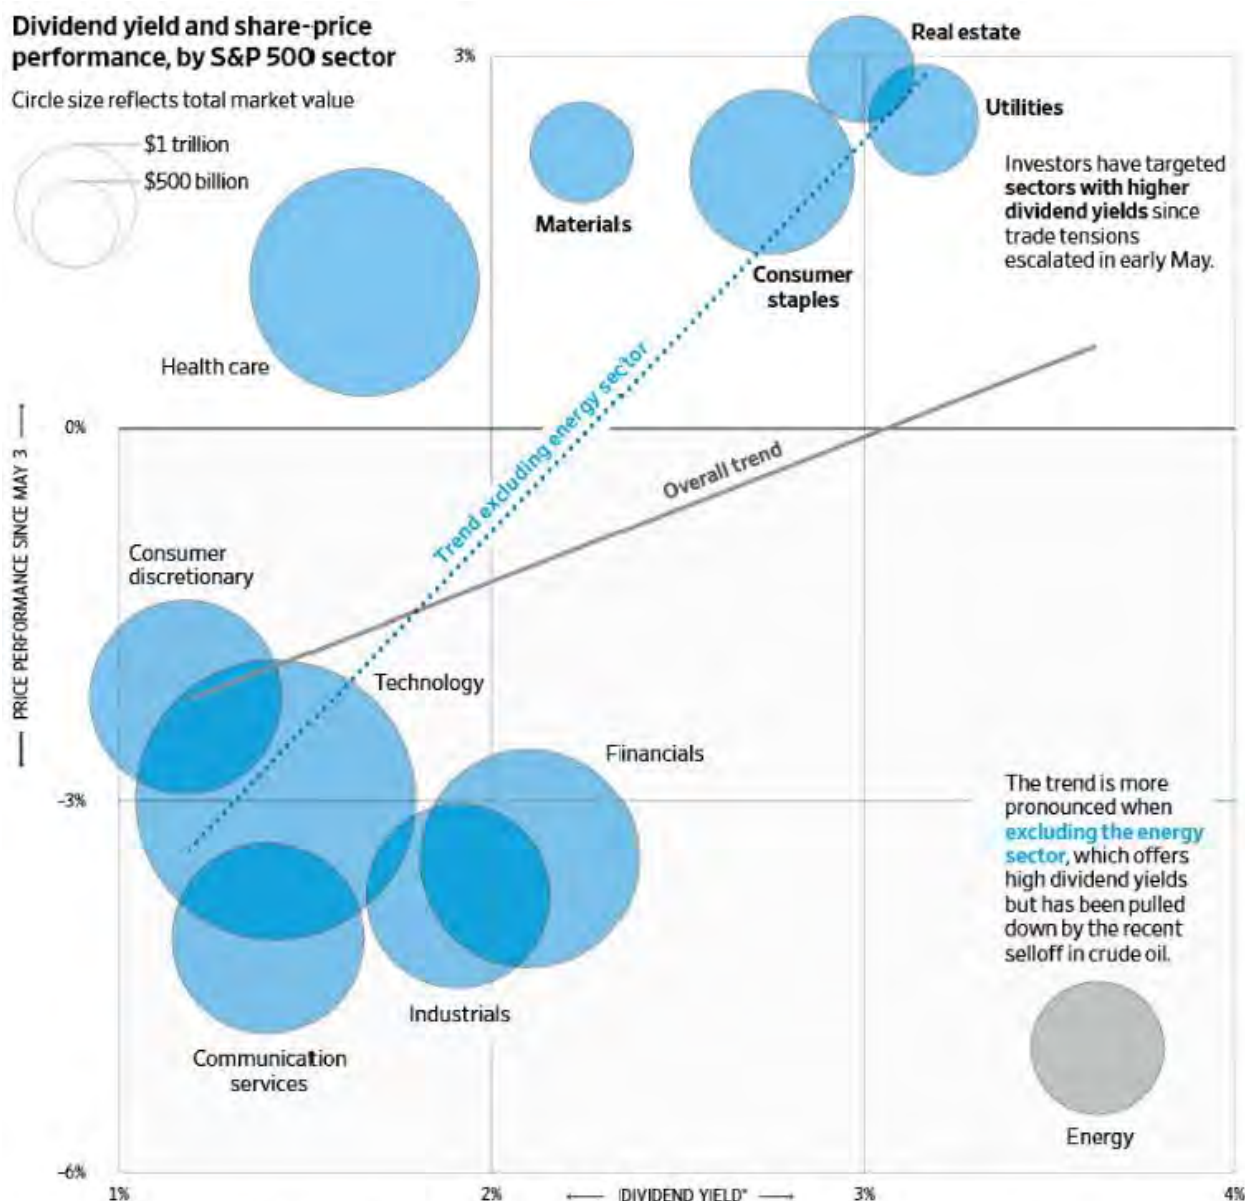 Dividend yield and share-price
performance, by S&P 500 sector
Circle size reflects total market value
$1 trillion
$500 billion
3%
Real estate
Utilities
Materials
Consumer
staples
Investors have targeted
sectors with higher
dividend yields since
trade tensions
escalated in early May.
Health care
Trend excluding energy sector
Overall trend
0%
PRICE PERFORMANCE SINCE MAY 3
Consumer
discretionary
Technology
Financials
-3%
The trend is more
pronounced when
excluding the energy
sector, which offers
high dividend yields
but has been pulled
down by the recent
selloff in crude oil.
Industrials
Communication
services
Energy
-6%
1%
2%
DIVIDEND YIELD*
3%
4%